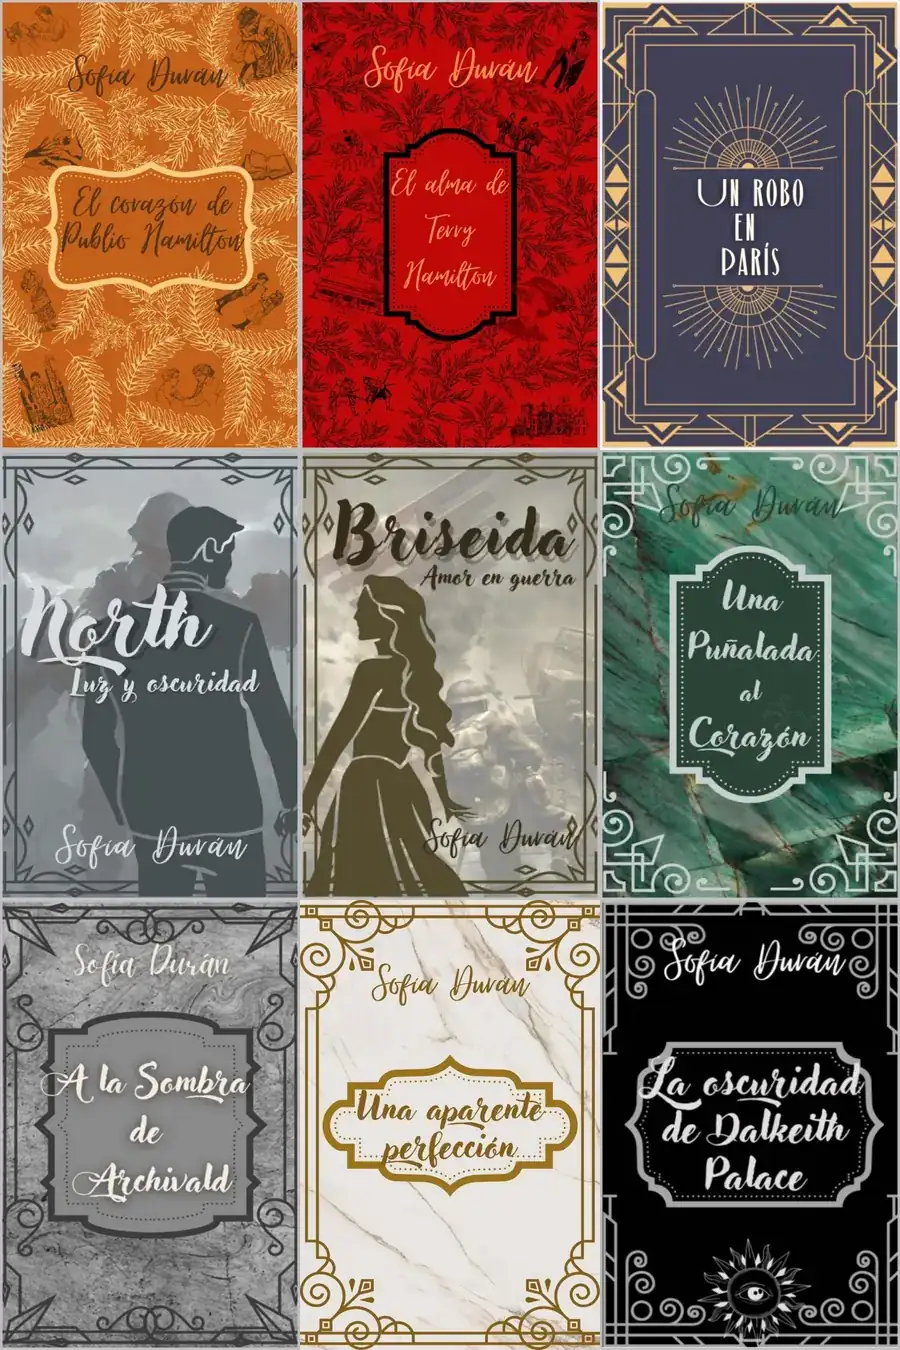 Sofía Durán
El corazón de
Publio Hamilton
Sofía Durán
El alma de
Terry
Hamilton
UN ROBO
EN
PARÍS
North
Luz y oscuridad
Sofía Durán
Briseida
Amor en guerra
Sofía Durán
Sofía Durán
Una
Puñalada
al
Corazón
Sofía Durán
A la Sombra
de
Archivald
Sofía Durán
Una aparente
perfección
Sofía Durán
La oscuridad
de Dalkeith
Palace